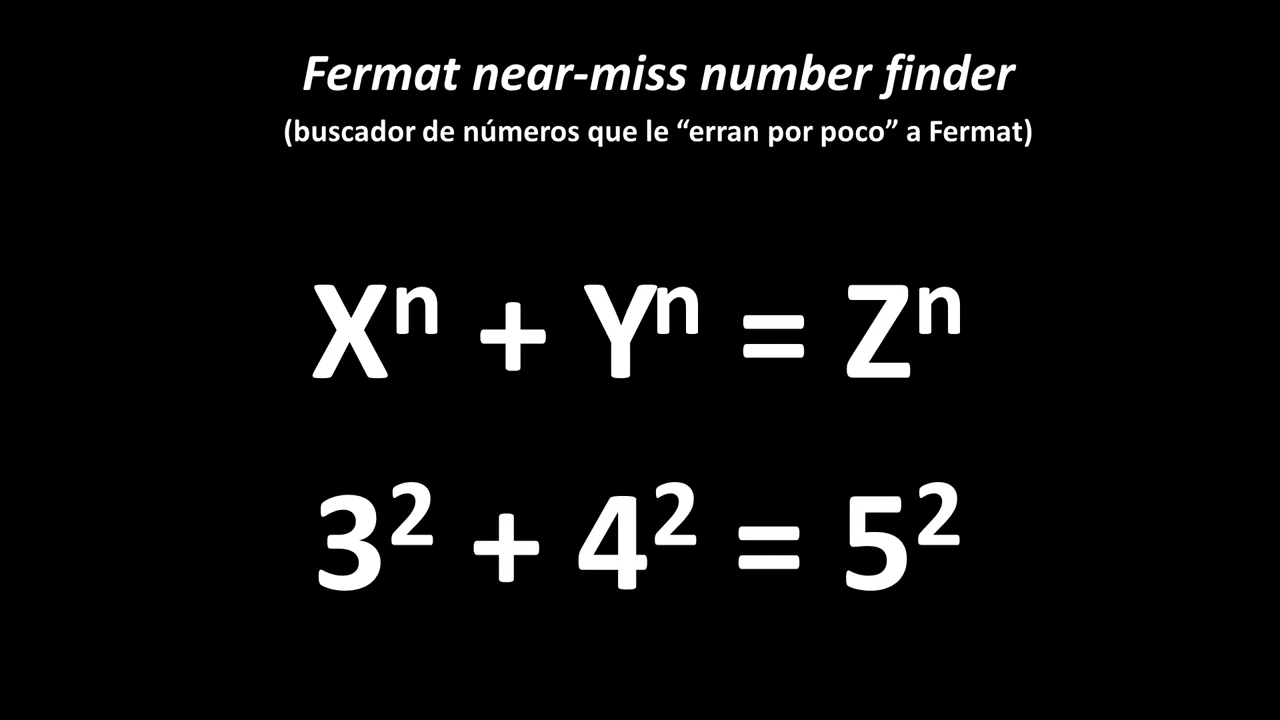 Fermat near-miss number finder
(buscador de números que le “erran por poco” a Fermat)
Xⁿ + Yⁿ = Zⁿ
3² + 4² = 5²